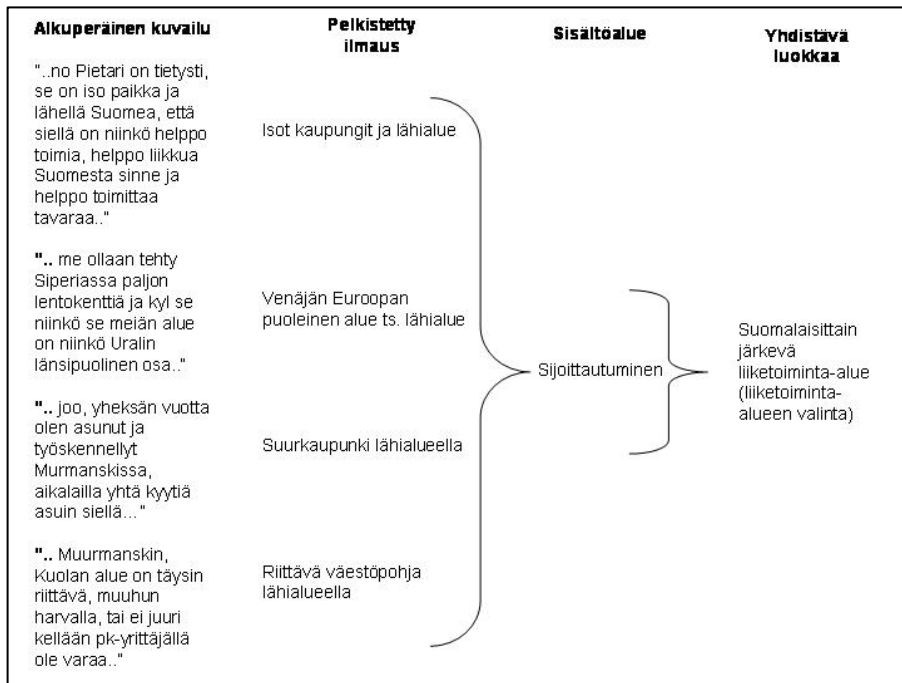 Alkuperäinen kuvailu
Pelkistetty
ilmaus
Sisältöalue
Yhdistävä
luokkaa
"..no Pietari on tietysti,
se on iso paikka ja
lähellä Suomea, että
siellä on niinkö helppo
toimia, helppo liikkua
Suomesta sinne ja
helppo toimittaa
tavaraa.."
Isot kaupungit ja lähialue
".. me ollaan tehty
Siperiassa paljon
lentokenttiä ja kyl se
niinkö se meiän alue
on niinkö Uralin
länsipuolinen osa.."
Venäjän Euroopan
puoleinen alue ts. lähialue
".. joo, yheksän vuotta
olen asunut ja
työskennellyt
Murmanskissa,
aikalailla yhtä kyytiä
asuin siellä..."
Suurkaupunki lähialueella
".. Muurmanskin,
Kuolan alue on täysin
riittävä, muuhun
harvalla, tai ei juuri
kellään pk-yrittäjällä
ole varaa.."
Riittävä väestöpohja
lähialueella
Sijoittautuminen
Suomalaisittain
järkevä
liiketoiminta-alue
(liiketoiminta-
alueen valinta)